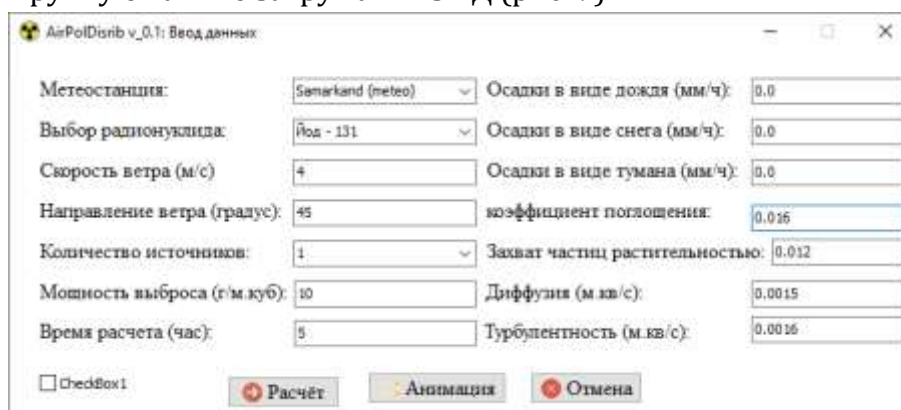 AirPolDisrib v_0.1: Ввод данных
Метеостанция: Samarkand (meteo) Осадки в виде дождя (мм/ч): 0.0
Выбор радионуклида: Йод - 131 Осадки в виде снега (мм/ч): 0.0
Скорость ветра (м/с) 4 Осадки в виде тумана (мм/ч): 0.0
Направление ветра (градус): 45 коэффициент поглощения: 0.016
Количество источников: 1 Захват частиц растительностью: 0.012
Мощность выброса (г/м.куб): 10 Диффузия (м.кв/с): 0.0015
Время расчета (час): 5 Турбулентность (м.кв/с): 0.0016
CheckBox1 Расчёт Анимация Отмена